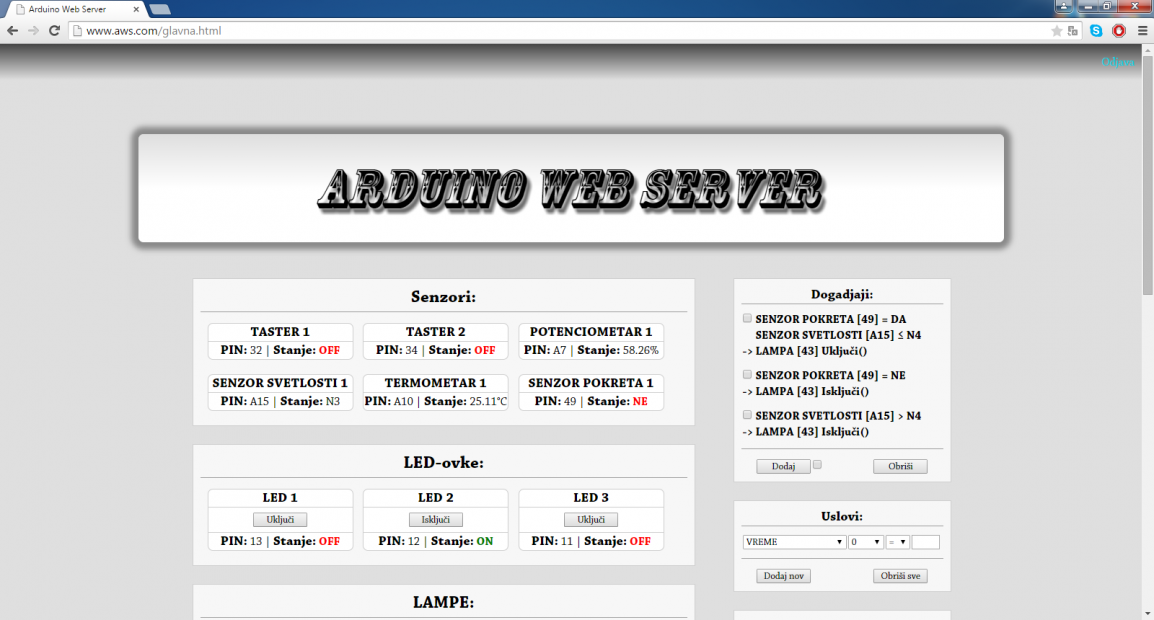 Arduino Web Server
www.aws.com/glavna.html
Odjava
ARDUINO WEB SERVER
Senzori:
TASTER 1
PIN: 32 | Stanje: OFF
TASTER 2
PIN: 34 | Stanje: OFF
POTENCIOMETAR 1
PIN: A7 | Stanje: 58.26%
SENZOR SVETLOSTI 1
PIN: A15 | Stanje: N3
TERMOMETAR 1
PIN: A10 | Stanje: 25.11°C
SENZOR POKRETA 1
PIN: 49 | Stanje: NE
LED-ovke:
LED 1
Uključi
PIN: 13 | Stanje: OFF
LED 2
Isključi
PIN: 12 | Stanje: ON
LED 3
Uključi
PIN: 11 | Stanje: OFF
LAMPE:
Dogadjaji:
SENZOR POKRETA [49] = DA
SENZOR SVETLOSTI [A15] ≤ N4
-> LAMPA [43] Uključi()
SENZOR POKRETA [49] = NE
-> LAMPA [43] Isključi()
SENZOR SVETLOSTI [A15] > N4
-> LAMPA [43] Isključi()
Dodaj
Obriši
Uslovi:
VREME 0 =
Dodaj nov
Obriši sve